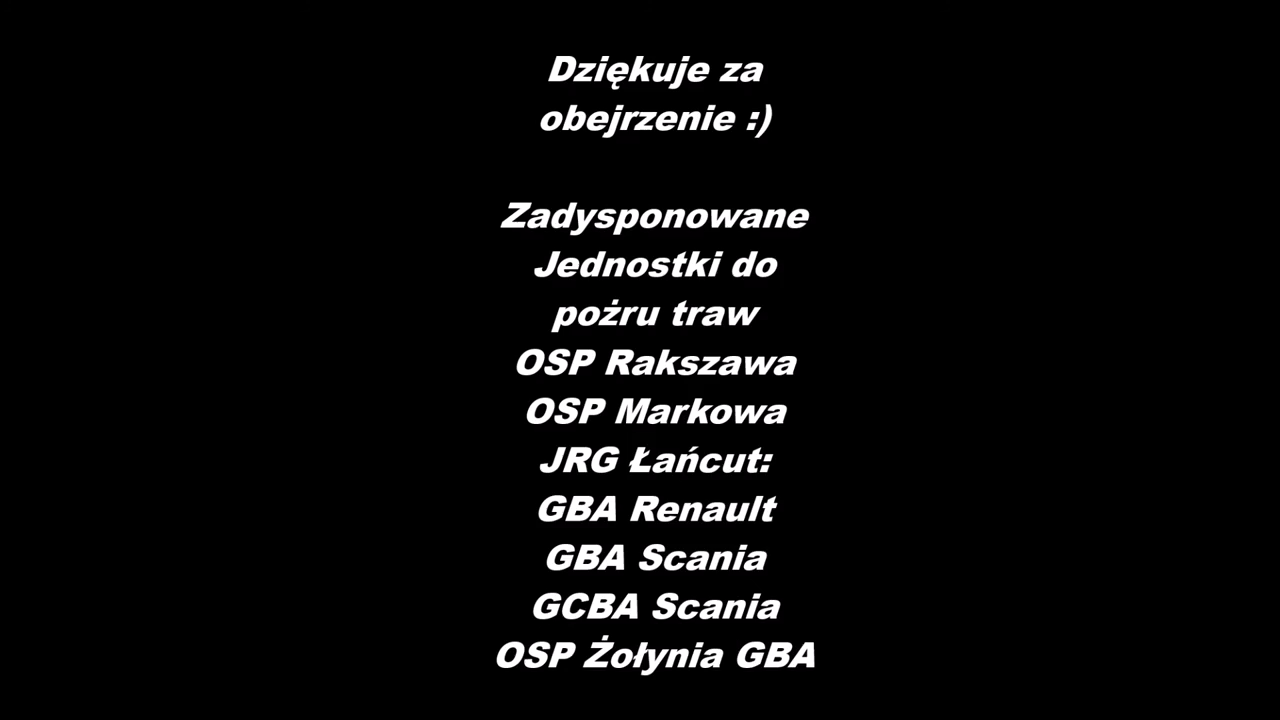 Dziękuje za
obejrzenie :)
Zadysponowane
Jednostki do
pożru traw
OSP Rakszawa
OSP Markowa
JRG Łańcut:
GBA Renault
GBA Scania
GCBA Scania
OSP Żołynia GBA